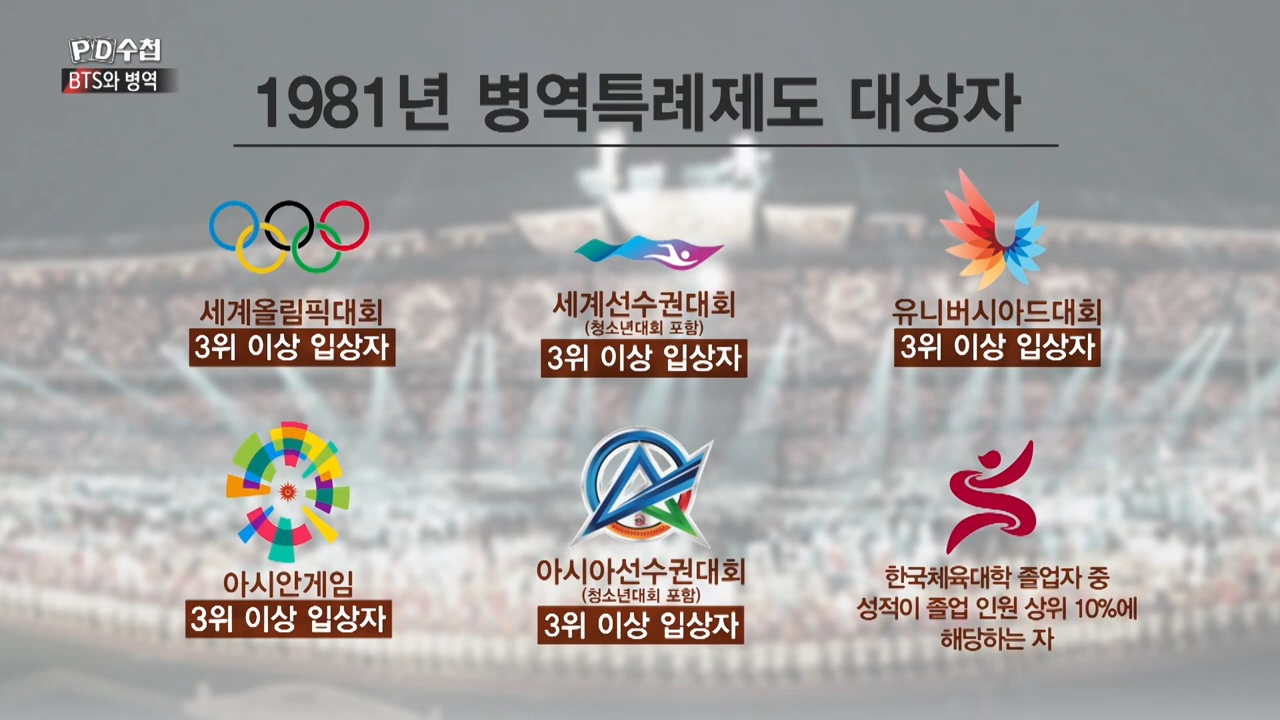 PD수첩
BTS와 병역
1981년 병역특례제도 대상자
세계올림픽대회
3위 이상 입상자
세계선수권대회
(청소년대회 포함)
3위 이상 입상자
유니버시아드대회
3위 이상 입상자
아시안게임
3위 이상 입상자
아시아선수권대회
(청소년대회 포함)
3위 이상 입상자
한국체육대학 졸업자 중
성적이 졸업 인원 상위 10%에
해당하는 자